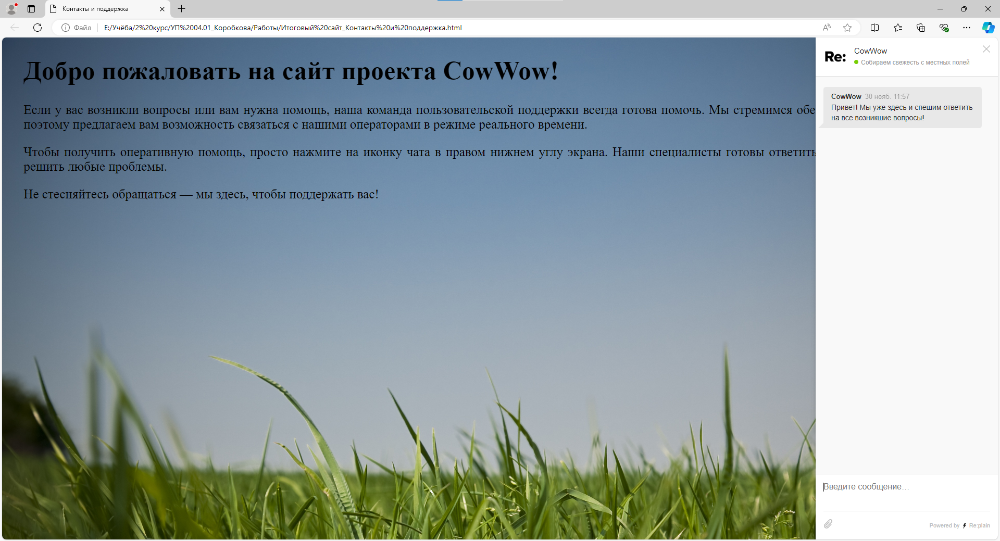 Контакты и поддержка
Файл
E:/Учёба/2%20курс/УП%2004.01_Коробкова/Работы/Итоговый%20сайт_Контакты%20и%20поддержка.html
Добро пожаловать на сайт проекта CowWow!
Если у вас возникли вопросы или вам нужна помощь, наша команда пользовательской поддержки всегда готова помочь. Мы стремимся обе
поэтому предлагаем вам возможность связаться с нашими операторами в режиме реального времени.
Чтобы получить оперативную помощь, просто нажмите на иконку чата в правом нижнем углу экрана. Наши специалисты готовы ответить
решить любые проблемы.
Не стесняйтесь обращаться — мы здесь, чтобы поддержать вас!
Re:
CowWow
Собираем свежесть с местных полей
CowWow 30 нояб. 11:57
Привет! Мы уже здесь и спешим ответить
на все возникшие вопросы!
Введите сообщение...
Powered by Re:plain